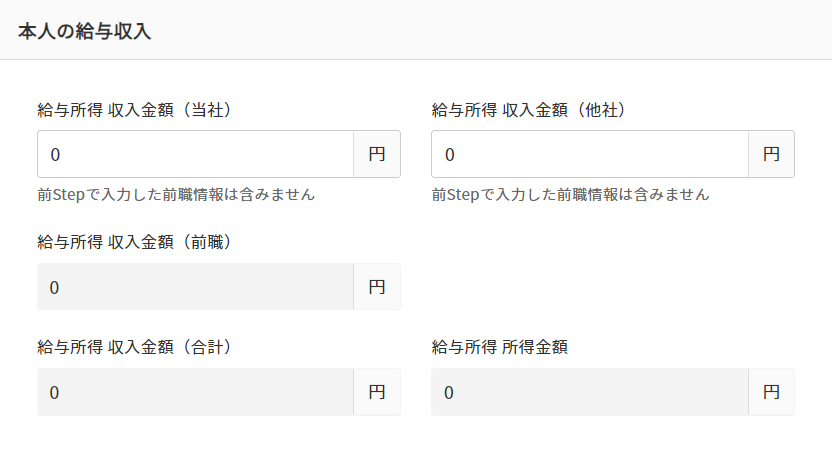 本人の給与収入
給与所得 収入金額（当社）
給与所得 収入金額（他社）
0 円
0 円
前Stepで入力した前職情報は含みません
前Stepで入力した前職情報は含みません
給与所得 収入金額（前職）
0 円
給与所得 収入金額（合計）
給与所得 所得金額
0 円
0 円